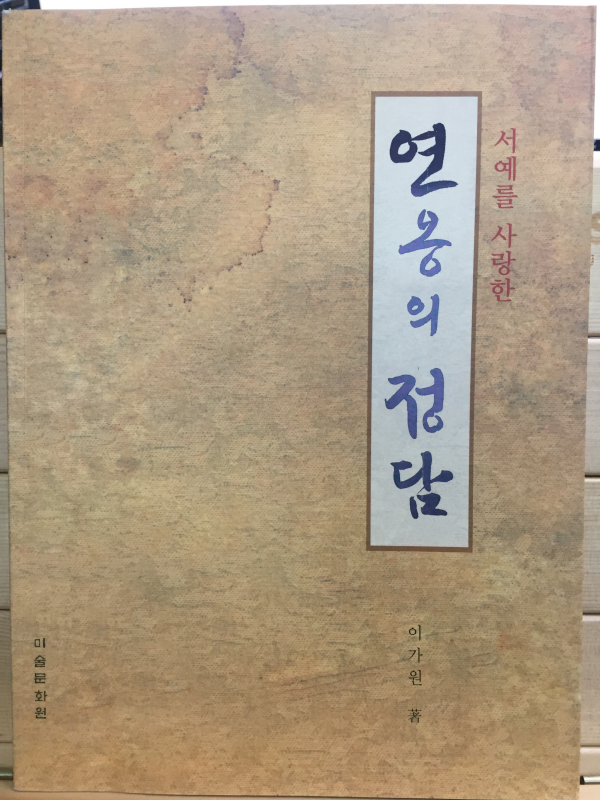 서예를 사랑한
연옹의 정담
이가원 著
미술문화원